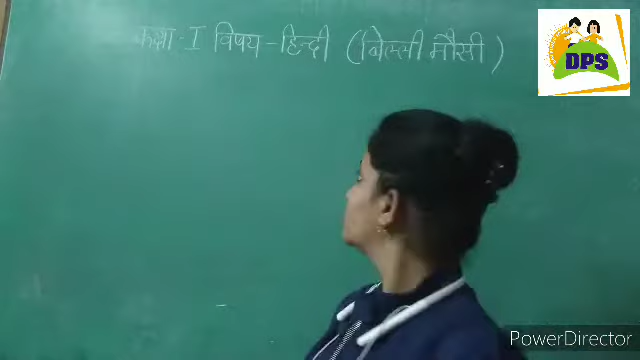 कक्षा - I विषय - हिन्दी (बिल्ली मौसी)
DPS
PowerDirector